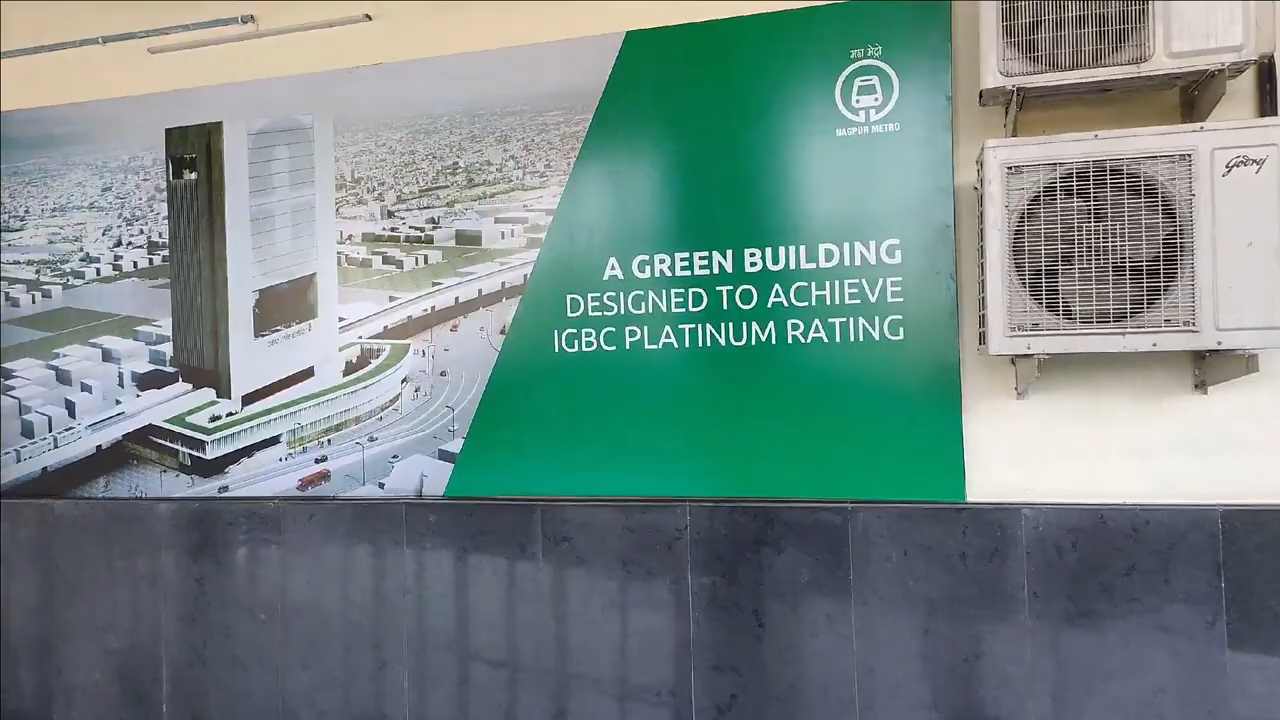 महा मेट्रो
NAGPUR METRO
A GREEN BUILDING
DESIGNED TO ACHIEVE
IGBC PLATINUM RATING
Godrej